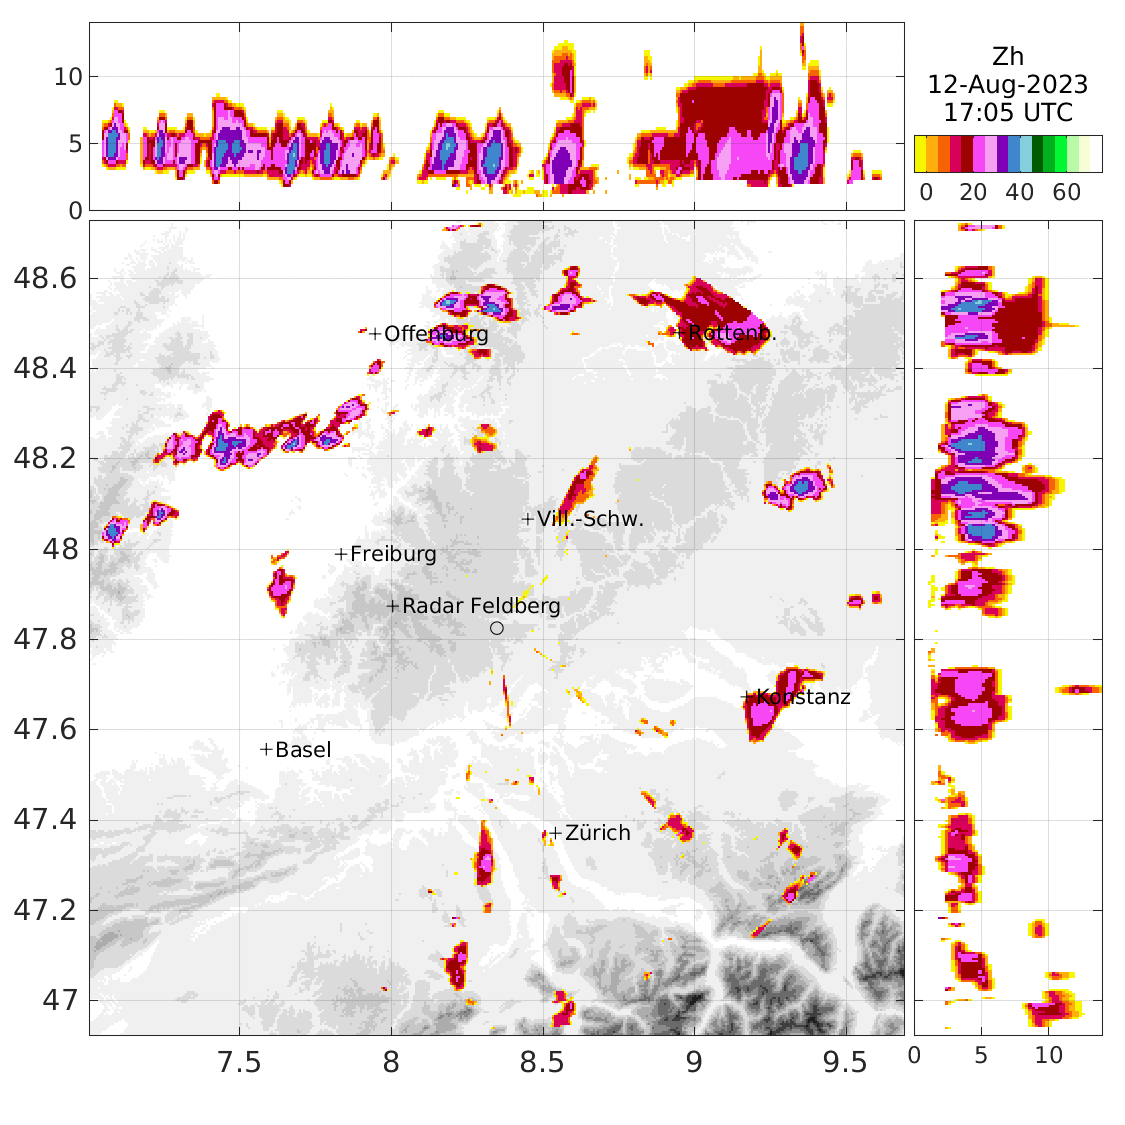 Zh
12-Aug-2023
17:05 UTC
0 20 40 60
10
5
0
48.6
48.4
48.2
48
47.8
47.6
47.4
47.2
47
+Offenburg
+Rottenb.
+Vill.-Schw.
+Freiburg
+Radar Feldberg
+Konstanz
+Basel
+Zürich
7.5 8 8.5 9 9.5
0 5 10